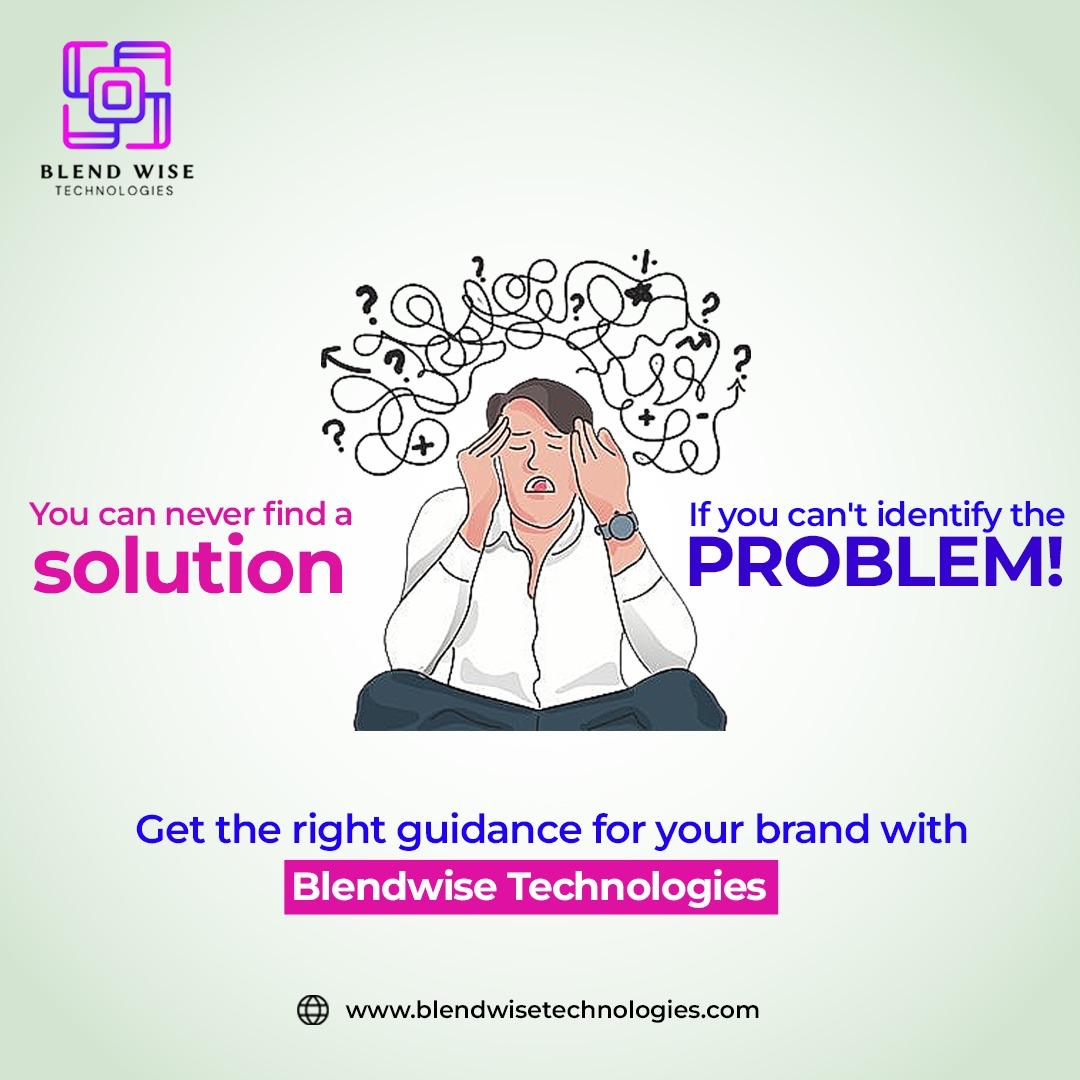 BLEND WISE
TECHNOLOGIES
You can never find a
solution
If you can't identify the
PROBLEM!
Get the right guidance for your brand with
Blendwise Technologies
www.blendwisetechnologies.com